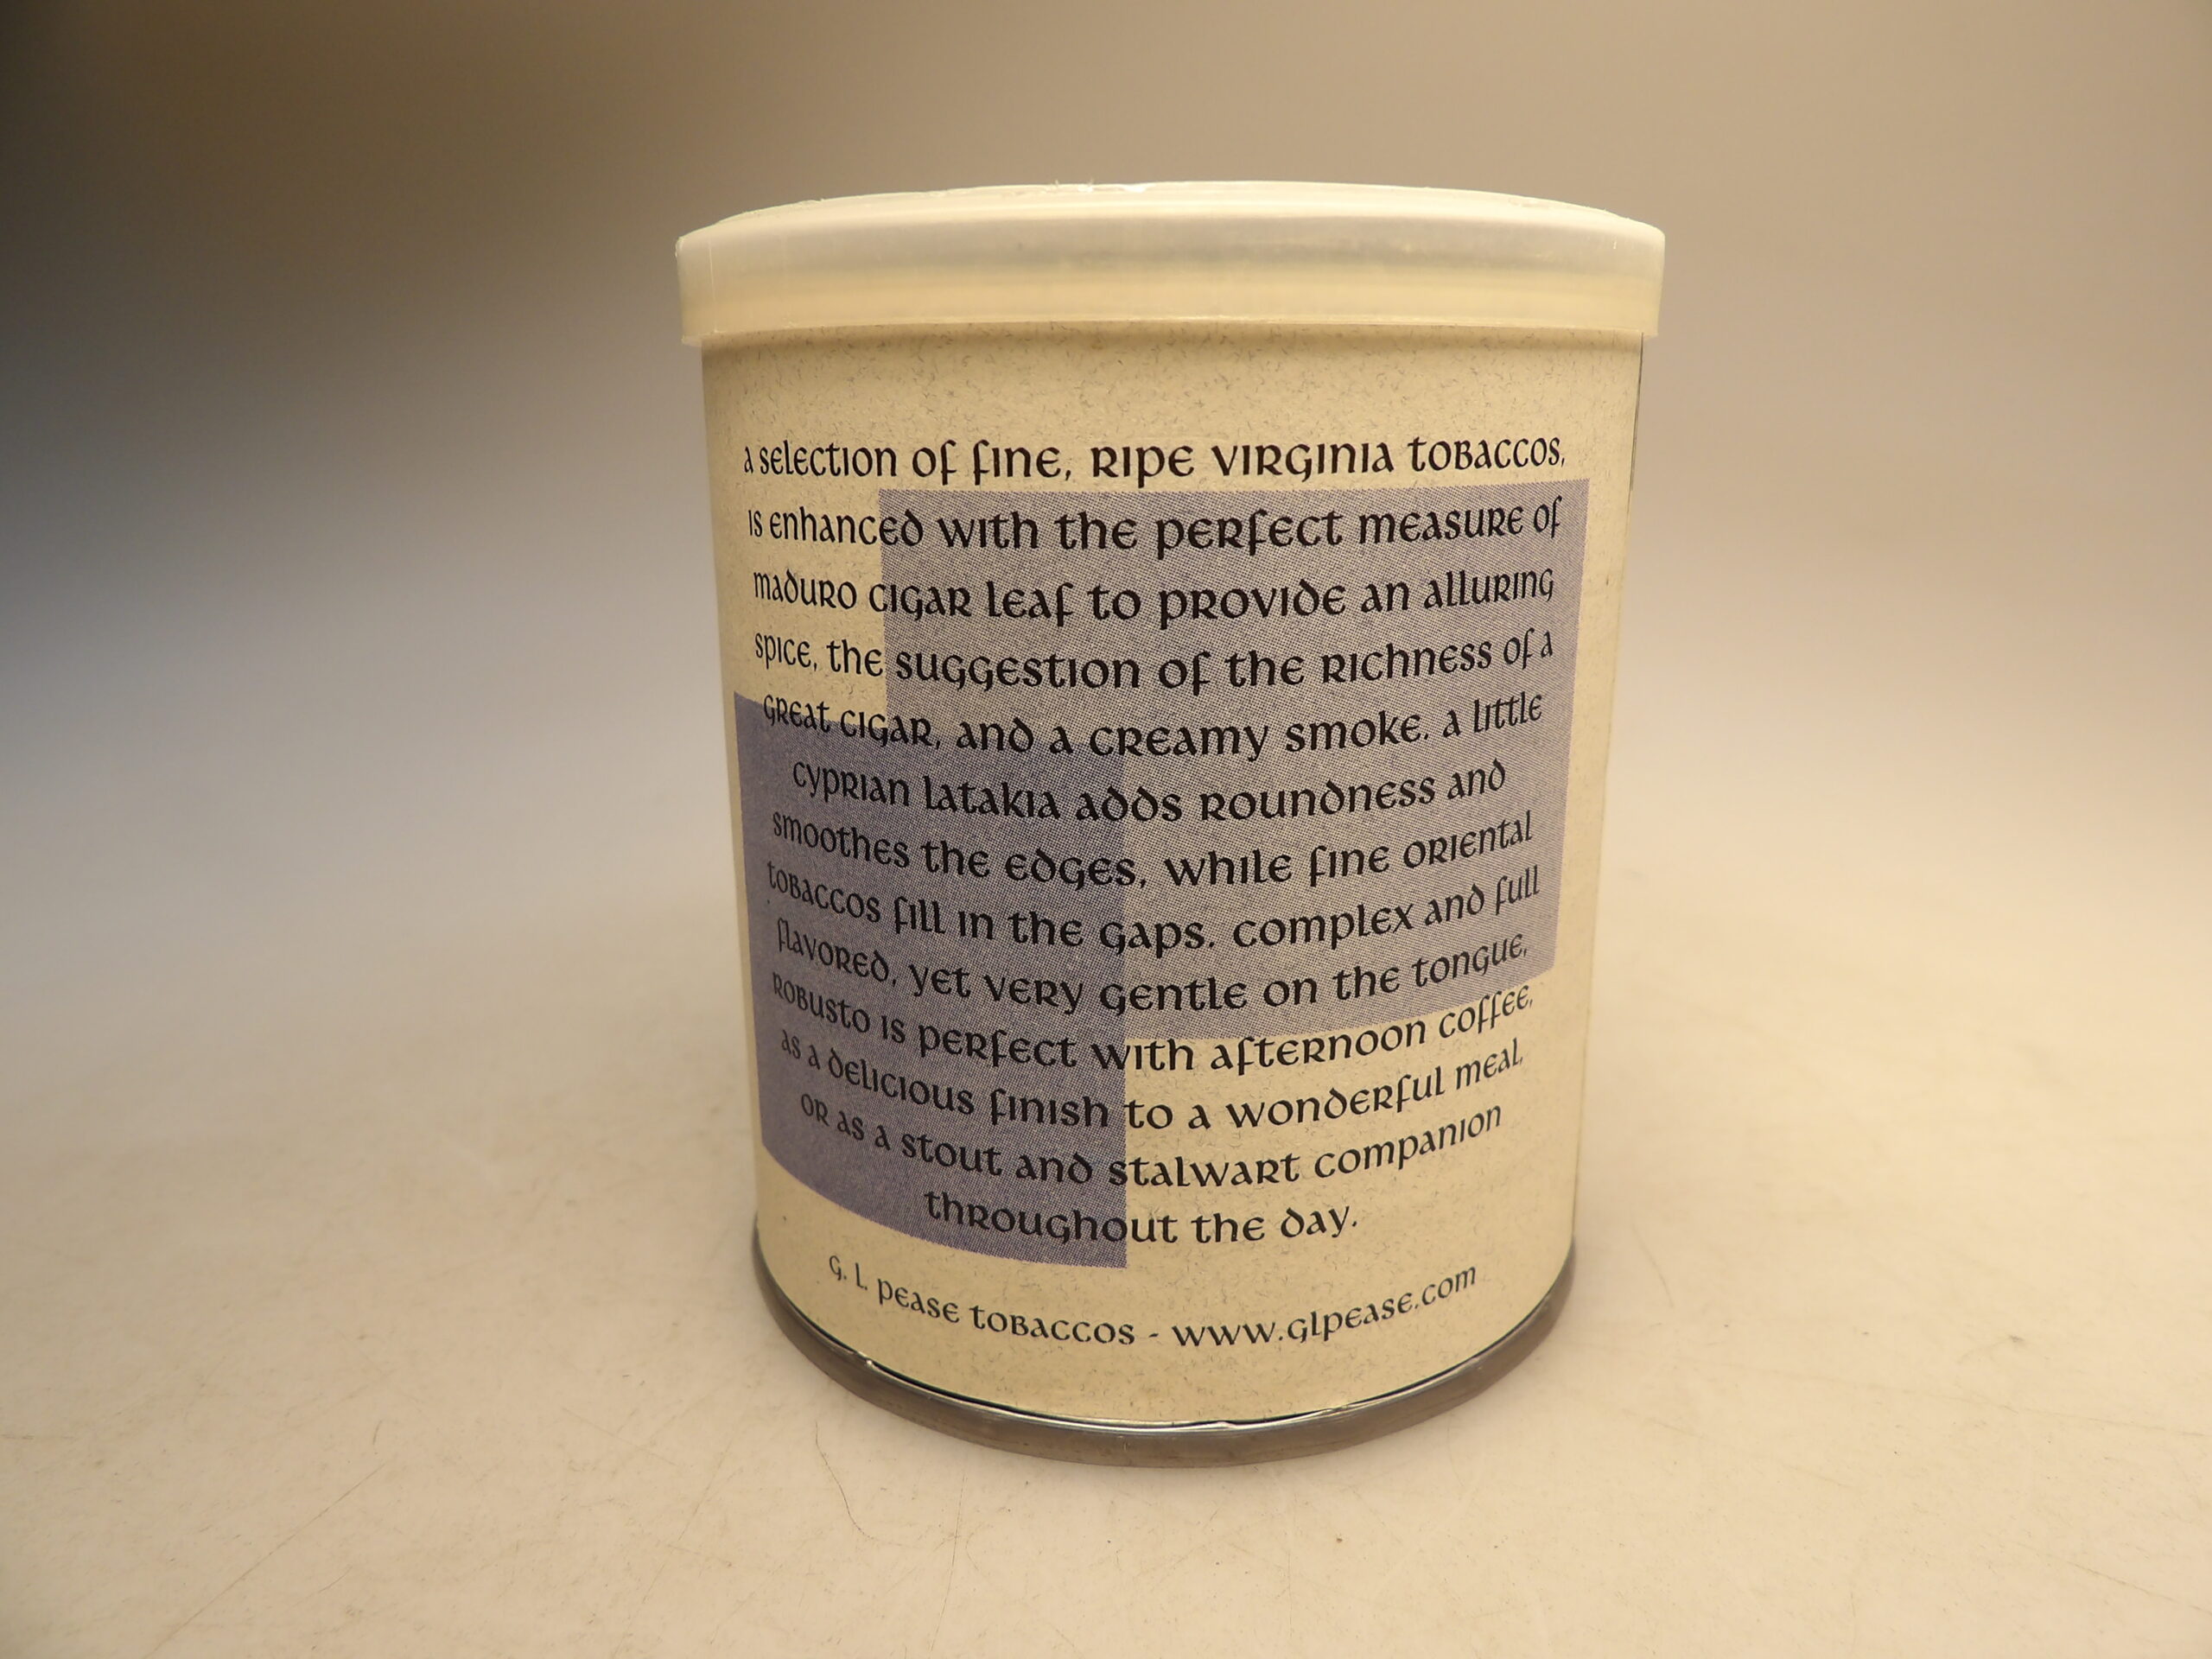 a selection of fine, ripe virginia tobaccos,
is enhanced with the perfect measure of
maduro cigar leaf to provide an alluring
spice, the suggestion of the richness of a
great cigar, and a creamy smoke. a little
cyprian latakia adds roundness and
smoothes the edges, while fine oriental
tobaccos fill in the gaps. complex and full
flavored, yet very gentle on the tongue,
robusto is perfect with afternoon coffee,
as a delicious finish to a wonderful meal,
or as a stout and stalwart companion
throughout the day.
g. l. pease tobaccos - www.glpease.com